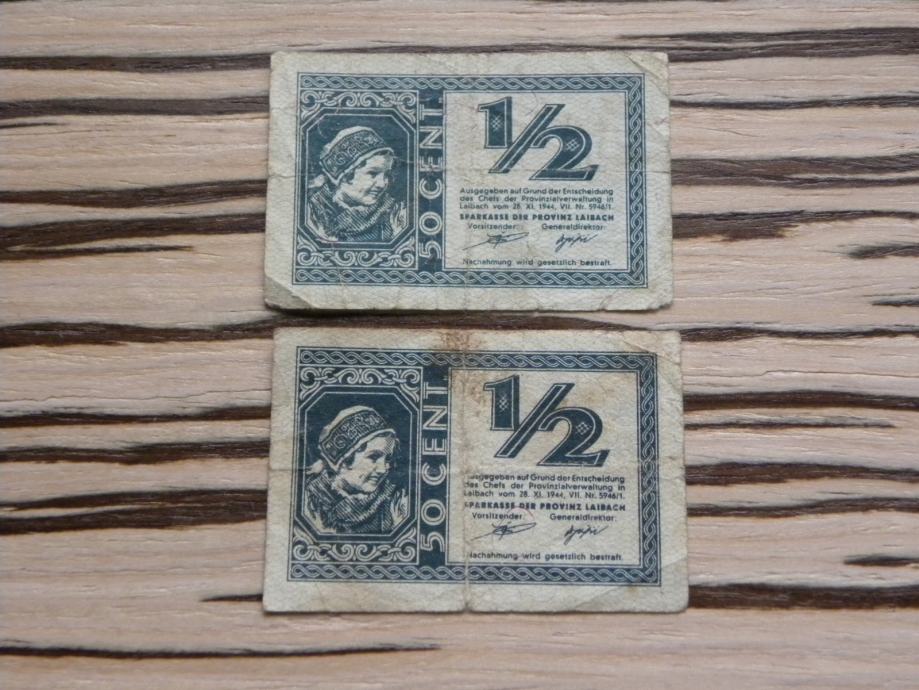 50 CENT.
1/2
Ausgegeben auf Grund der Entscheidung
des Chefs der Provinzialverwaltung in
Laibach vom 28. XI. 1944, VII. Nr. 5946/1.
SPARKASSE DER PROVINZ LAIBACH
Vorsitzender: Generaldirektor:
Nachahmung wird gesetzlich bestraft.
50 CENT.
1/2
Ausgegeben auf Grund der Entscheidung
des Chefs der Provinzialverwaltung in
Laibach vom 28. XI. 1944, VII. Nr. 5946/1.
SPARKASSE DER PROVINZ LAIBACH
Vorsitzender: Generaldirektor:
Nachahmung wird gesetzlich bestraft.